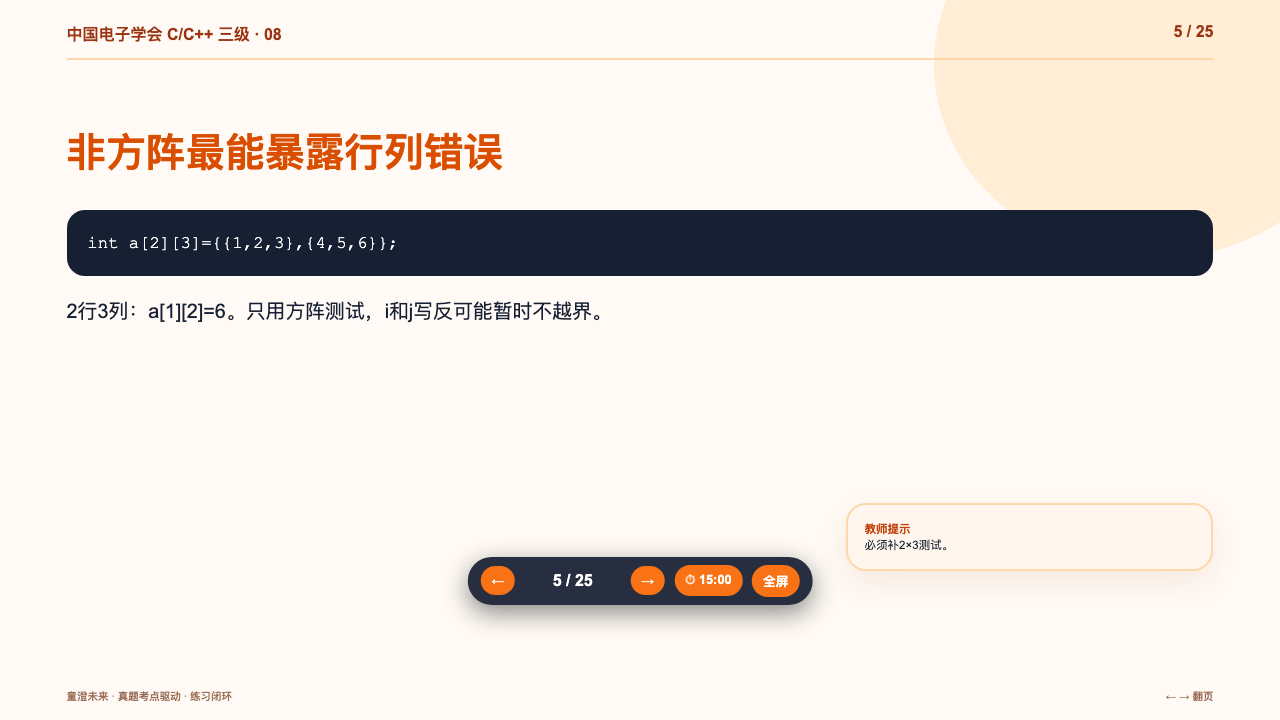 中国电子学会 C/C++ 三级 · 08
5 / 25
非方阵最能暴露行列错误
int a[2][3]={{1,2,3},{4,5,6}};
2行3列：a[1][2]=6。只用方阵测试，i和j写反可能暂时不越界。
教师提示
必须补2×3测试。
← 5 / 25 → ⏱ 15:00 全屏
童澄未来 · 真题考点驱动 · 练习闭环
←→ 翻页